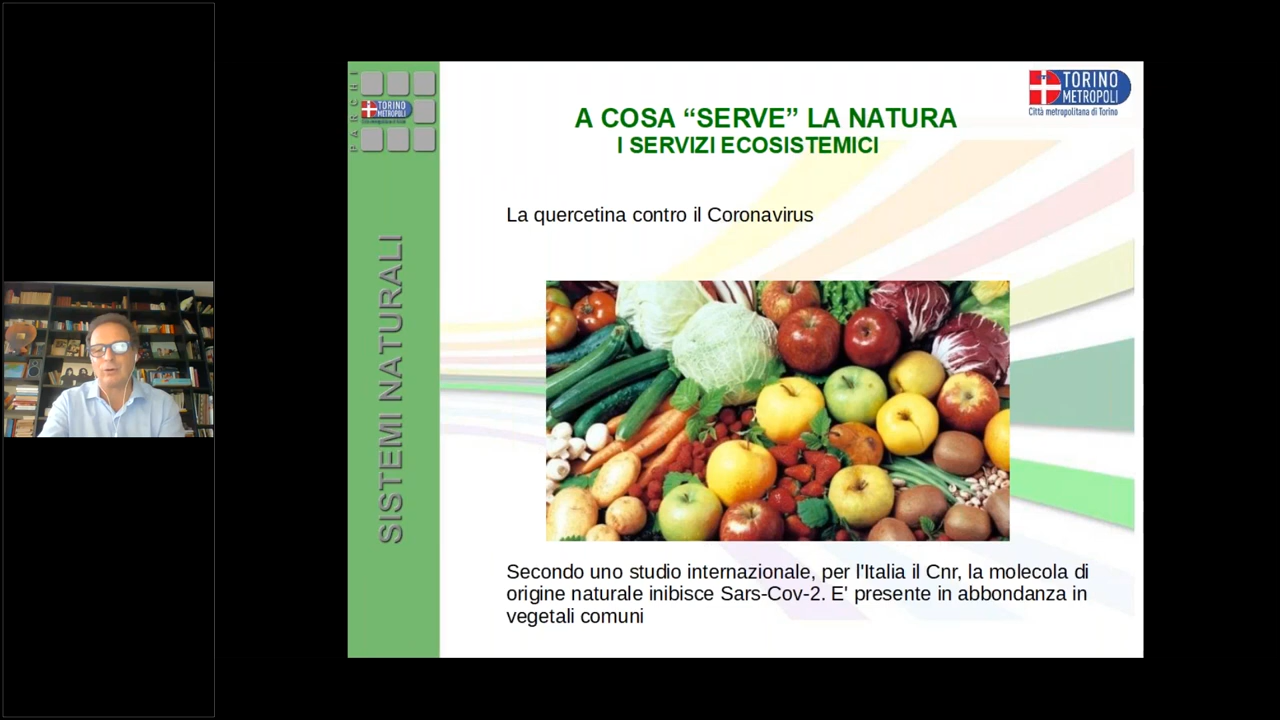 PARCHI
TORINO
METROPOLI
SISTEMI NATURALI
TORINO
METROPOLI
Città metropolitana di Torino
A COSA “SERVE” LA NATURA
I SERVIZI ECOSISTEMICI
La quercetina contro il Coronavirus
Secondo uno studio internazionale, per l'Italia il Cnr, la molecola di
origine naturale inibisce Sars-Cov-2. E' presente in abbondanza in
vegetali comuni